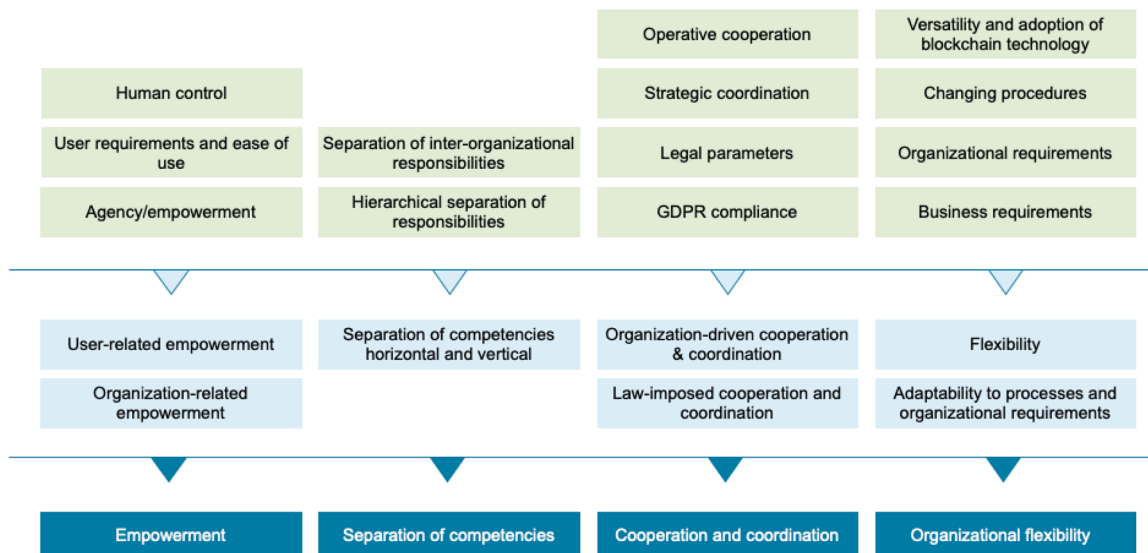 Operative cooperation
Versatility and adoption of
blockchain technology
Human control
Strategic coordination
Changing procedures
User requirements and ease of
use
Separation of inter-organizational
responsibilities
Legal parameters
Organizational requirements
Agency/empowerment
Hierarchical separation of
responsibilities
GDPR compliance
Business requirements
User-related empowerment
Separation of competencies
horizontal and vertical
Organization-driven cooperation
& coordination
Flexibility
Organization-related
empowerment
Law-imposed cooperation and
coordination
Adaptability to processes and
organizational requirements
Empowerment
Separation of competencies
Cooperation and coordination
Organizational flexibility